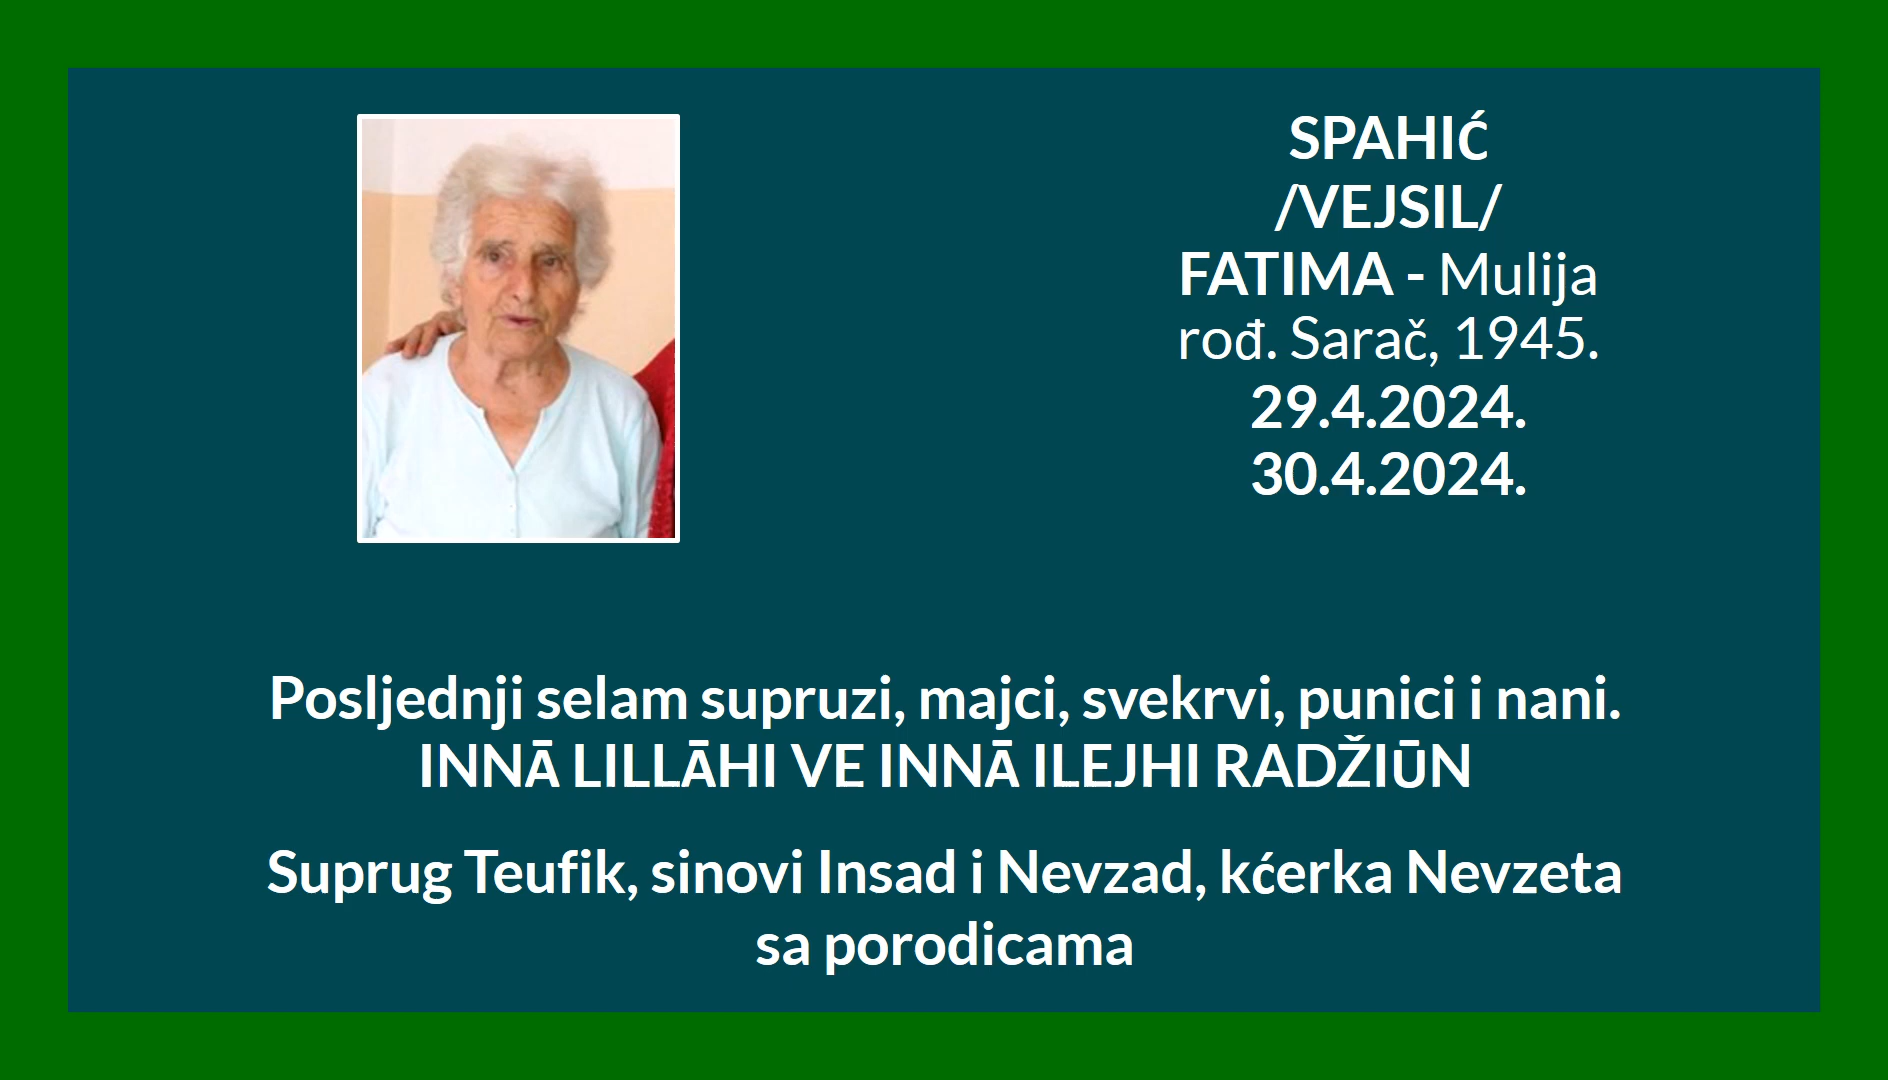 SPAHIĆ
/VEJSIL/
FATIMA - Mulija
rođ. Sarač, 1945.
29.4.2024.
30.4.2024.
Posljednji selam supruzi, majci, svekrvi, punici i nani.
INNĀ LILLĀHI VE INNĀ ILEJHI RADŽIŪN
Suprug Teufik, sinovi Insad i Nevzad, kćerka Nevzeta
sa porodicama